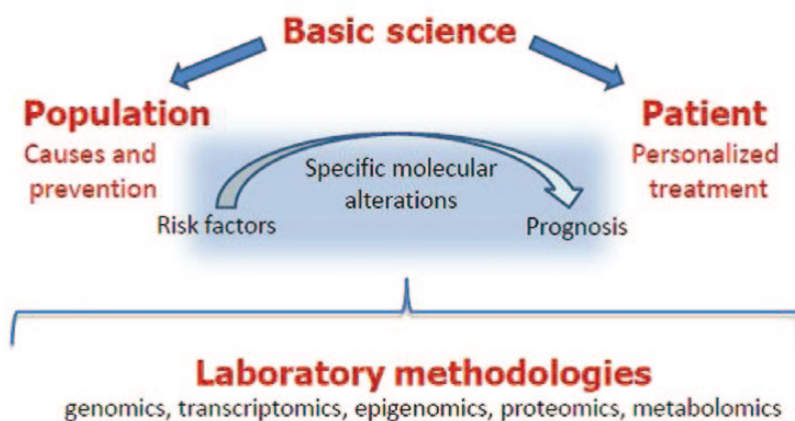 Basic science
Population
Causes and
prevention
Patient
Personalized
treatment
Specific molecular
alterations
Risk factors
Prognosis
Laboratory methodologies
genomics, transcriptomics, epigenomics, proteomics, metabolomics